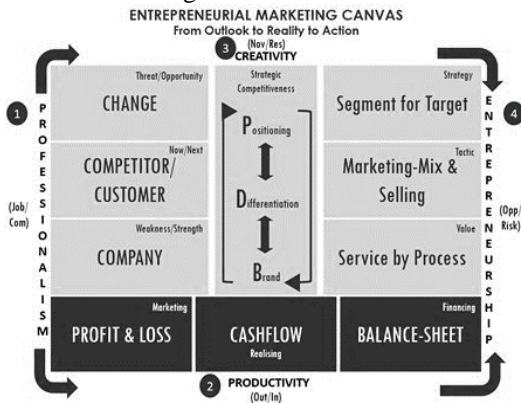 ENTREPRENEURIAL MARKETING CANVAS
From Outlook to Reality to Action
3
(Nov/Res)
CREATIVITY
1
PROFESSIONALISM
(Job/
Com)
Threat/Opportunity
CHANGE
Now/Next
COMPETITOR/
CUSTOMER
Weakness/Strength
COMPANY
Strategic
Competitiveness
Positioning
Differentiation
Brand
Strategy
Segment for Target
Tactic
Marketing-Mix &
Selling
Value
Service by Process
4
ENTREPRENEURSHIP
(Opp/
Risk)
Marketing
PROFIT & LOSS
CASHFLOW
Realising
Financing
BALANCE-SHEET
2
PRODUCTIVITY
(Out/In)